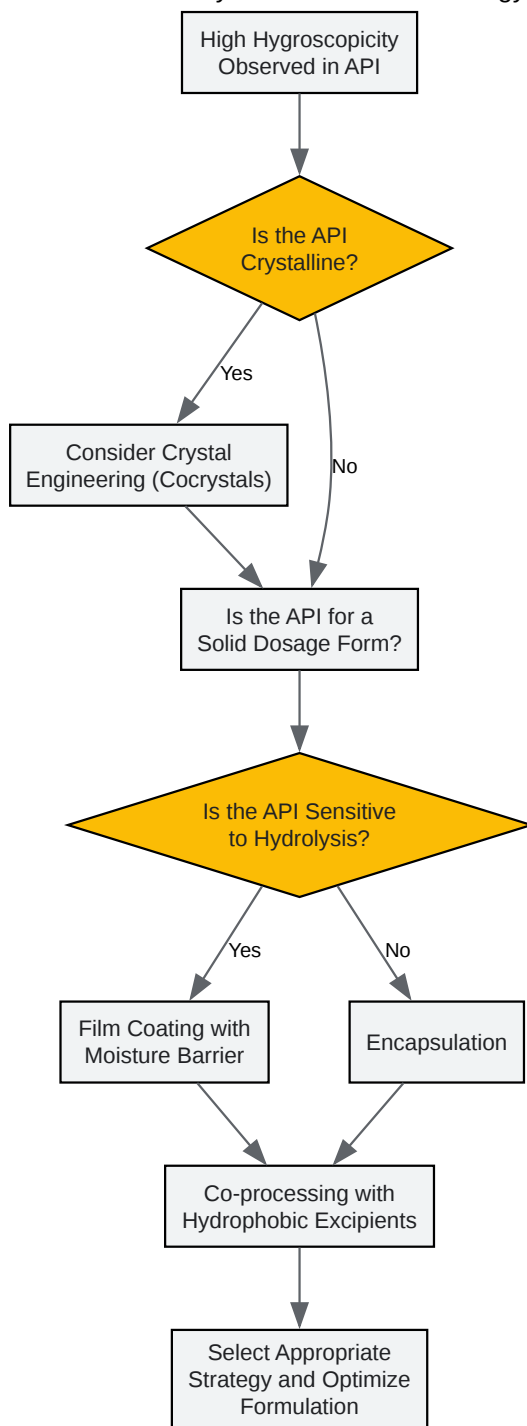 High Hygroscopicity
Observed in API
Is the API
Crystalline?
Yes
Consider Crystal
Engineering (Cocrystals)
No
Is the API for a
Solid Dosage Form?
Is the API Sensitive
to Hydrolysis?
Yes
No
Film Coating with
Moisture Barrier
Encapsulation
Co-processing with
Hydrophobic Excipients
Select Appropriate
Strategy and Optimize
Formulation